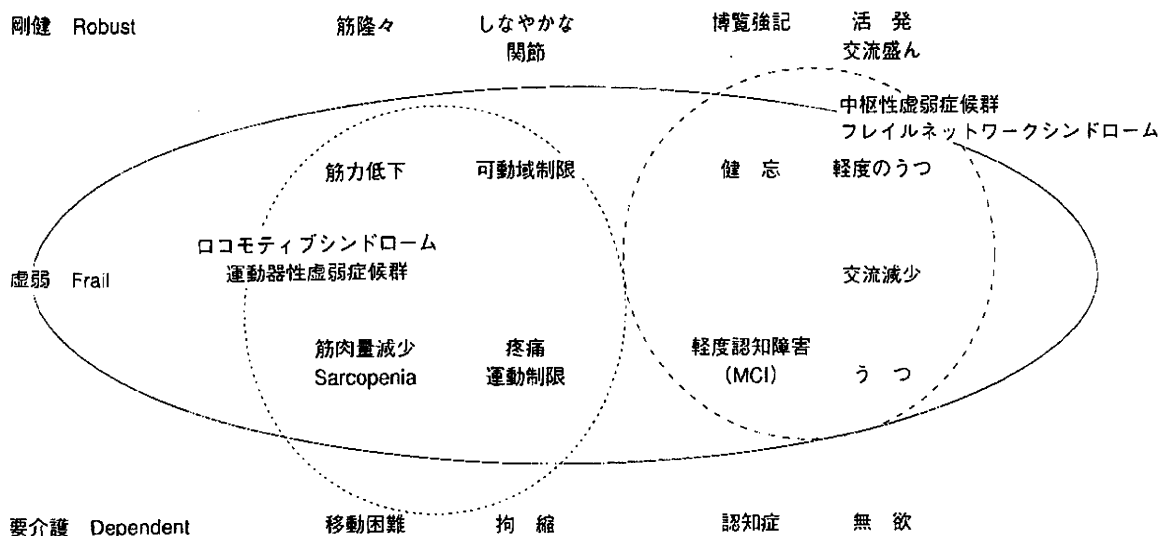 剛健 Robust 筋隆々 しなやかな 博覧強記 活 発
関節 交流盛ん
中枢性虚弱症候群
フレイルネットワークシンドローム
筋力低下 可動域制限 健 忘 軽度のうつ
ロコモティブシンドローム
運動器性虚弱症候群
虚弱 Frail 交流減少
筋肉量減少 疼痛 軽度認知障害
Sarcopenia 運動制限 (MCI) う つ
要介護 Dependent 移動困難 拘 縮 認知症 無 欲